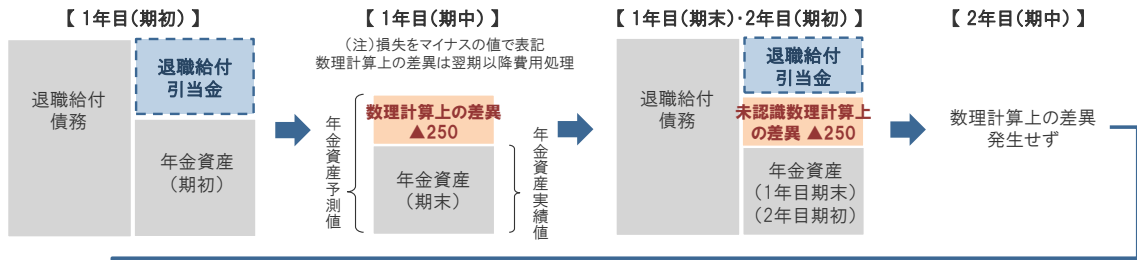 【 1年目(期初) 】
退職給付
債務
退職給付
引当金
年金資産
(期初)
【 1年目(期中) 】
(注)損失をマイナスの値で表記
数理計算上の差異は翌期以降費用処理
年金資産予測値
数理計算上の差異
▲250
年金資産
(期末)
年金資産実績値
【 1年目(期末)・2年目(期初) 】
退職給付
債務
退職給付
引当金
未認識数理計算上
の差異 ▲250
年金資産
(1年目期末)
(2年目期初)
【 2年目(期中) 】
数理計算上の差異
発生せず